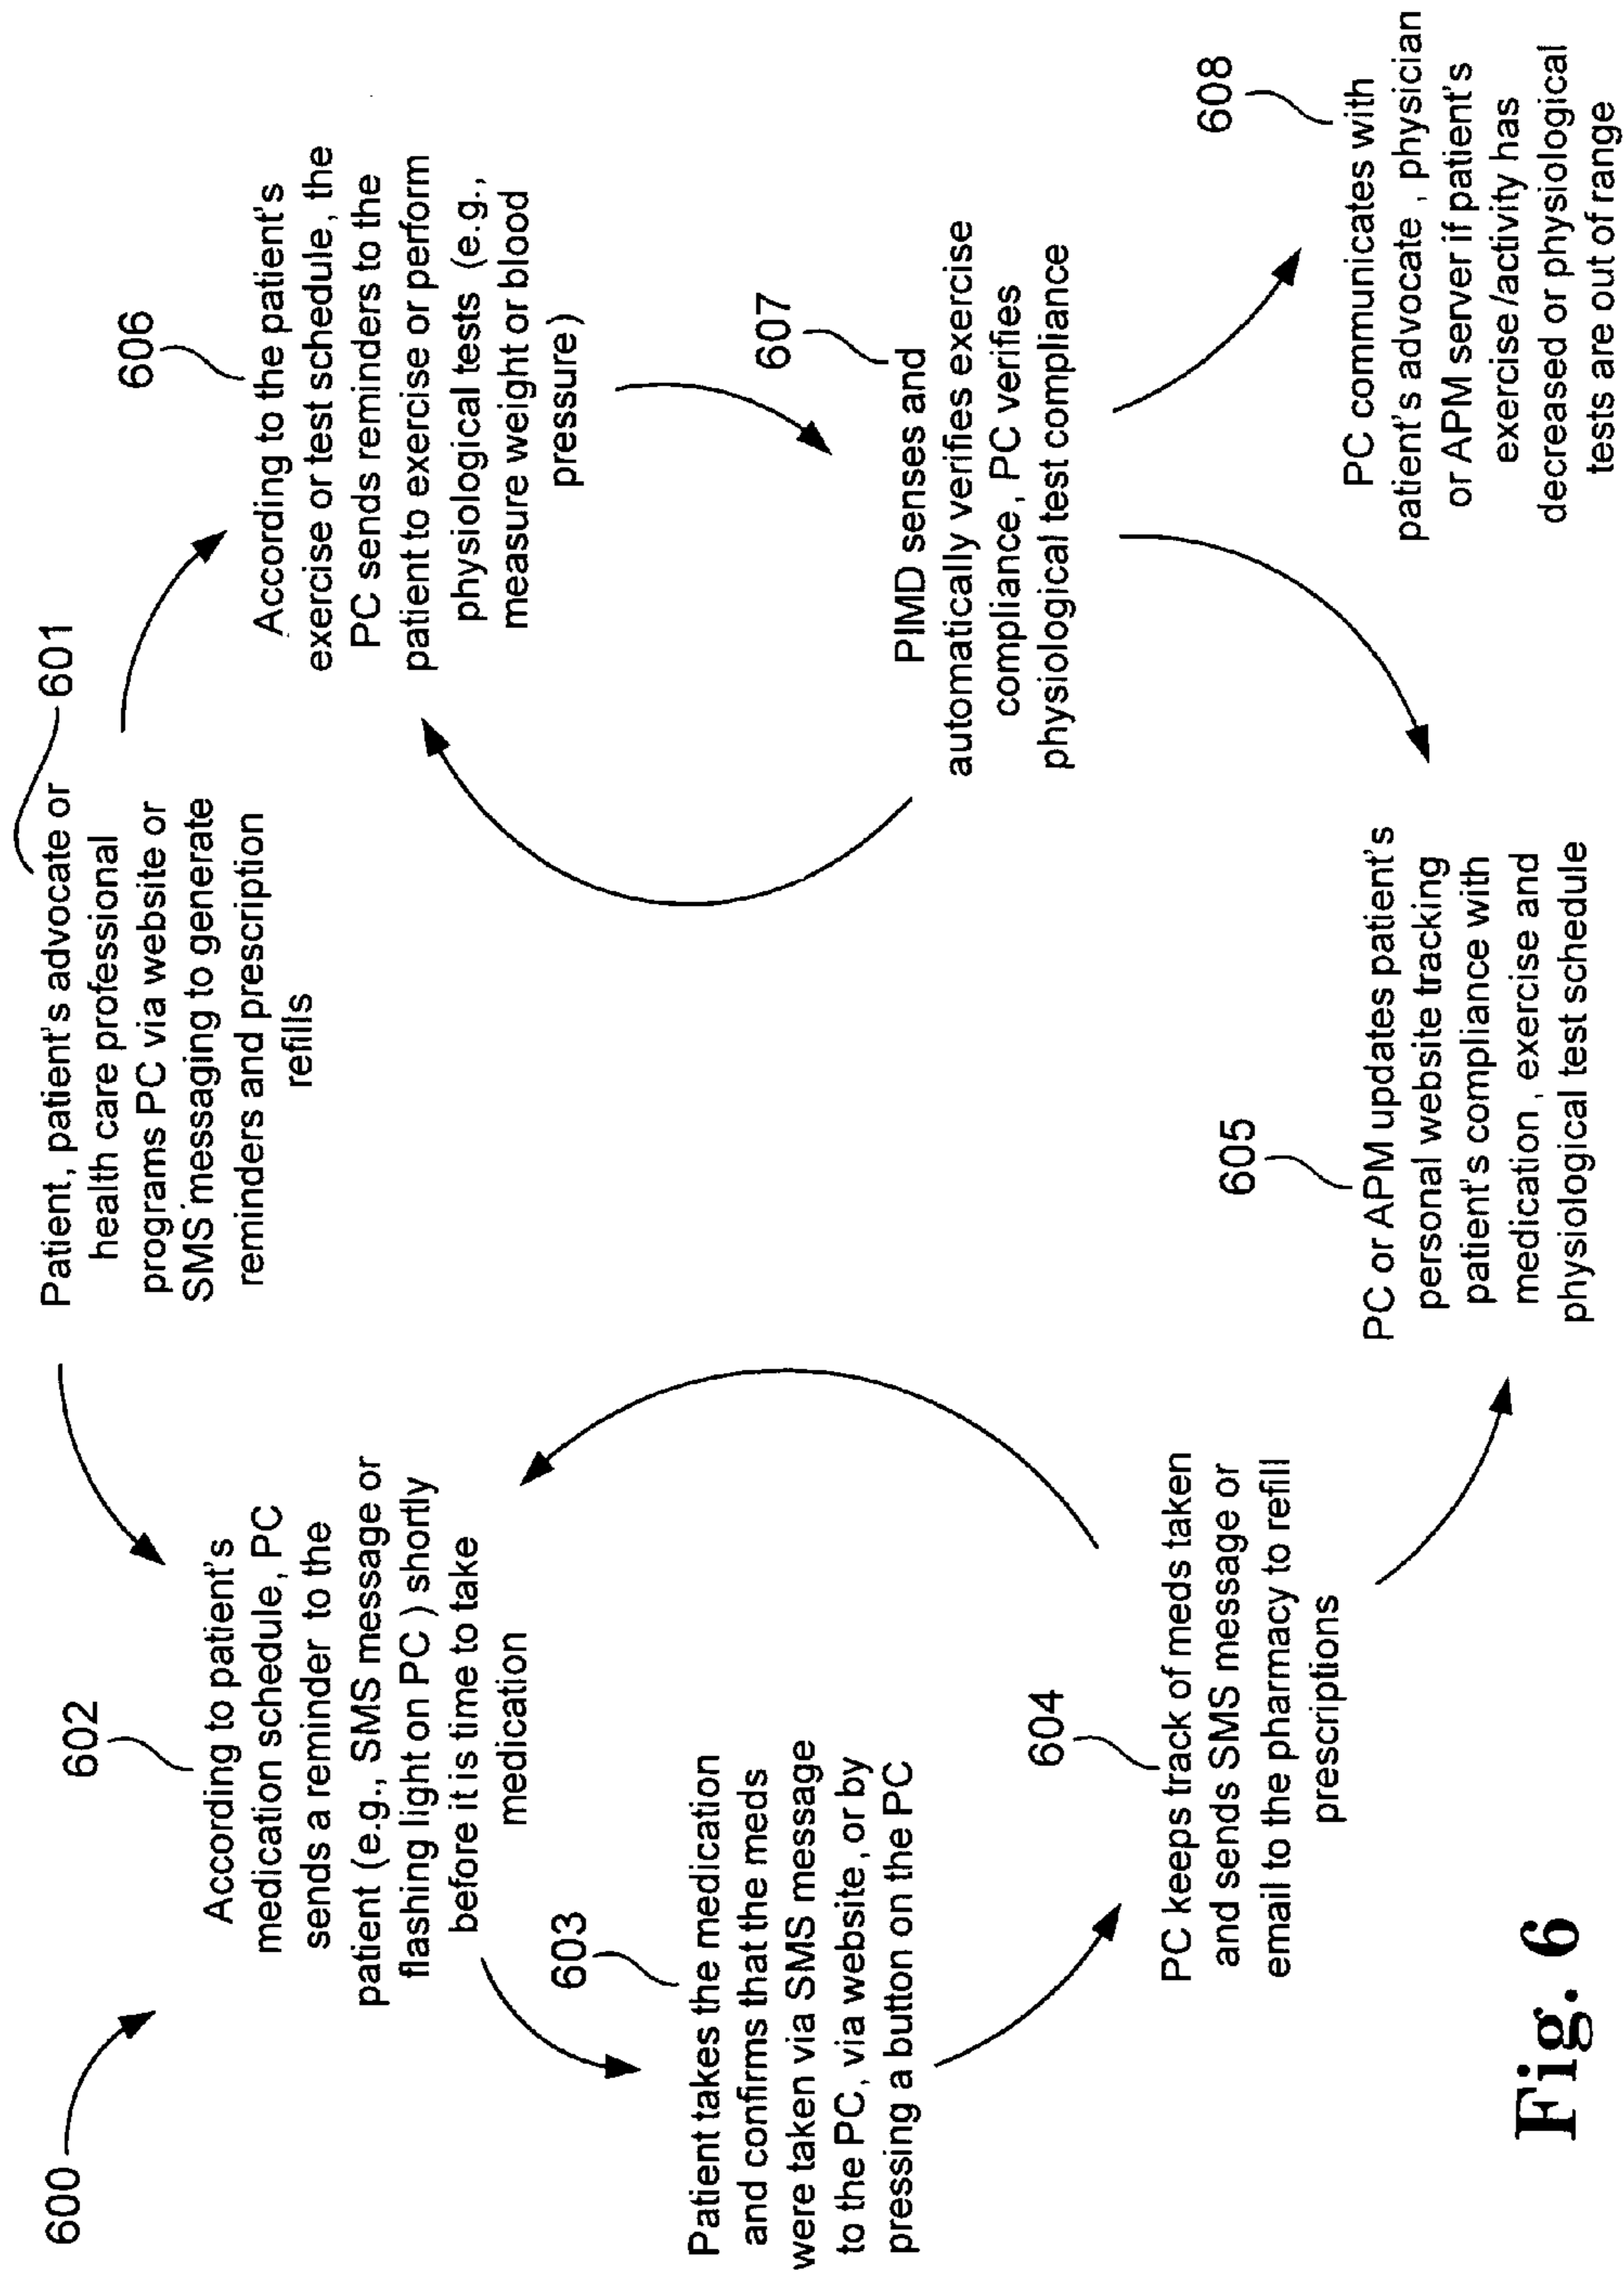 600
601
Patient, patient's advocate or
health care professional
programs PC via website or
SMS messaging to generate
reminders and prescription
refills
602
According to patient's
medication schedule, PC
sends a reminder to the
patient (e.g., SMS message or
flashing light on PC ) shortly
before it is time to take
medication
603
Patient takes the medication
and confirms that the meds
were taken via SMS message
to the PC, via website, or by
pressing a button on the PC
604
PC keeps track of meds taken
and sends SMS message or
email to the pharmacy to refill
prescriptions
605
PC or APM updates patient's
personal website tracking
patient's compliance with
medication, exercise and
physiological test schedule
606
According to the patient's
exercise or test schedule, the
PC sends reminders to the
patient to exercise or perform
physiological tests (e.g.,
measure weight or blood
pressure)
607
PIMD senses and
automatically verifies exercise
compliance, PC verifies
physiological test compliance
608
PC communicates with
patient's advocate, physician
or APM server if patient's
exercise/activity has
decreased or physiological
tests are out of range
Fig. 6